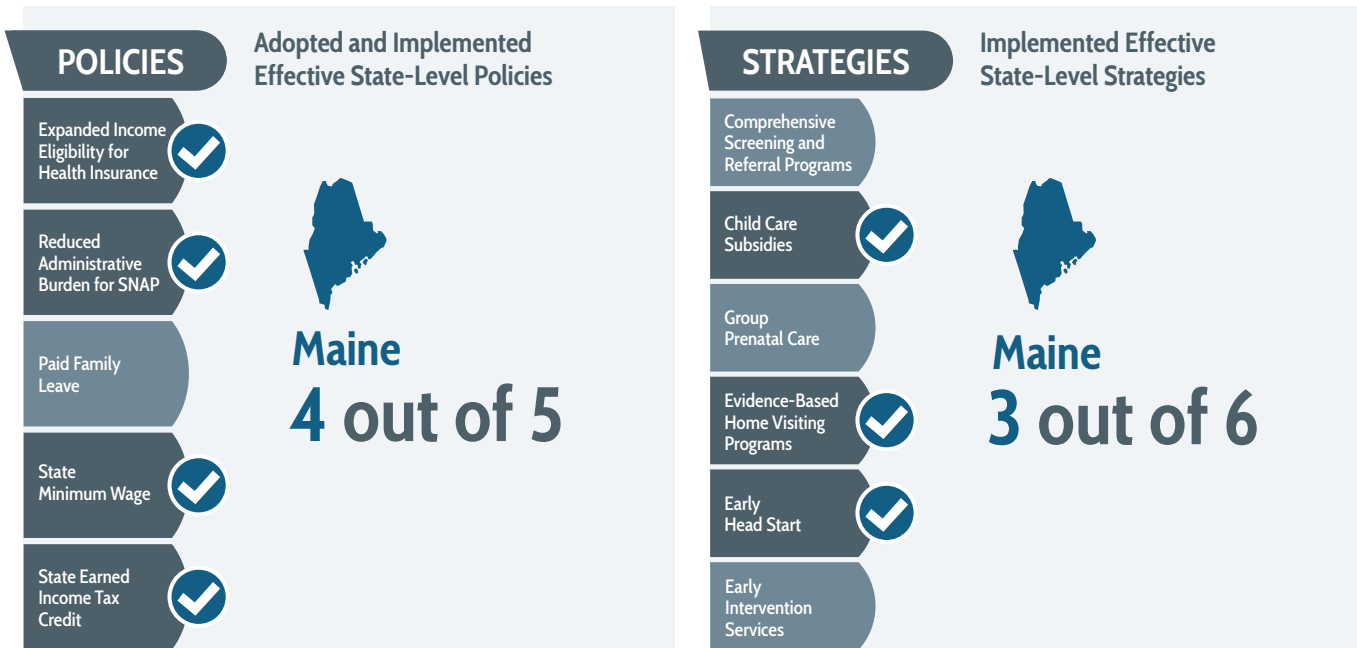 POLICIES
Adopted and Implemented
Effective State-Level Policies
Expanded Income
Eligibility for
Health Insurance
Reduced
Administrative
Burden for SNAP
Paid Family
Leave
State
Minimum Wage
State Earned
Income Tax
Credit
Maine
4 out of 5
STRATEGIES
Implemented Effective
State-Level Strategies
Comprehensive
Screening and
Referral Programs
Child Care
Subsidies
Group
Prenatal Care
Evidence-Based
Home Visiting
Programs
Early
Head Start
Early
Intervention
Services
Maine
3 out of 6